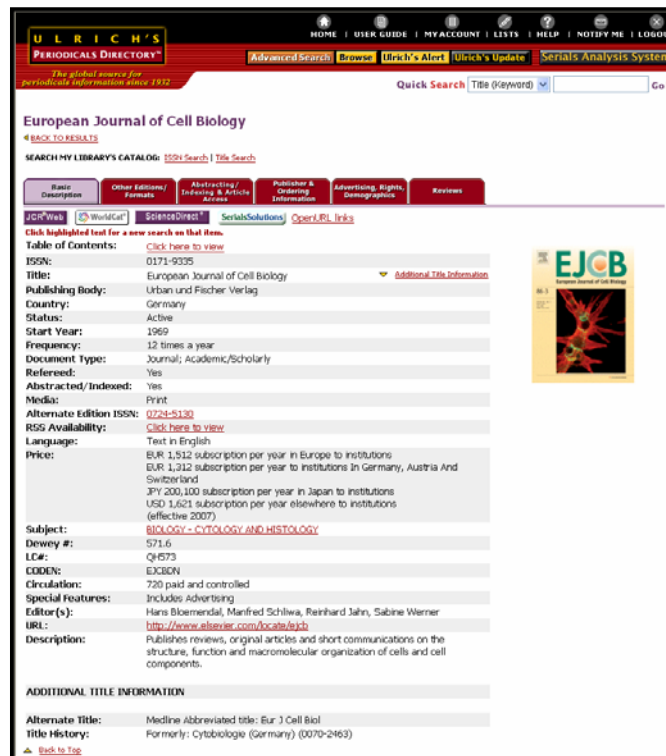 HOME | USER GUIDE | MY ACCOUNT | LISTS | HELP | NOTIFY ME | LOGOU
ULRICH'S
PERIODICALS DIRECTORY™
The global source for
periodicals information since 1932
Advanced Search Browse Ulrich's Alert Ulrich's Update Serials Analysis System
Quick Search Title (Keyword) Go
European Journal of Cell Biology
BACK TO RESULTS
SEARCH MY LIBRARY'S CATALOG: ISSN Search | Title Search
Basic Description
Other Editions/ Formats
Abstracting/ Indexing & Article Access
Publisher & Ordering Information
Advertising, Rights, Demographics
Reviews
JCR Web WorldCat ScienceDirect SerialsSolutions OpenURL links
Click highlighted text for a new search on that item.
Table of Contents: Click here to view
ISSN: 0171-9335
Title: European Journal of Cell Biology Additional Title Information
Publishing Body: Urban und Fischer Verlag
Country: Germany
Status: Active
Start Year: 1969
Frequency: 12 times a year
Document Type: Journal; Academic/Scholarly
Refereed: Yes
Abstracted/Indexed: Yes
Media: Print
Alternate Edition ISSN: 0724-5130
RSS Availability: Click here to view
Language: Text in English
Price: EUR 1,512 subscription per year in Europe to institutions
EUR 1,312 subscription per year to institutions In Germany, Austria And
Switzerland
JPY 200,100 subscription per year in Japan to institutions
USD 1,621 subscription per year elsewhere to institutions
(effective 2007)
Subject: BIOLOGY - CYTOLOGY AND HISTOLOGY
Dewey #: 571.6
LC#: QH573
CODEN: EJCBDN
Circulation: 720 paid and controlled
Special Features: Includes Advertising
Editor(s): Hans Bloemendal, Manfred Schliwa, Reinhard Jahn, Sabine Werner
URL: http://www.elsevier.com/locate/ejcb
Description: Publishes reviews, original articles and short communications on the
structure, function and macromolecular organization of cells and cell
components.
EJCB
European Journal of Cell Biology
86-3
ADDITIONAL TITLE INFORMATION
Alternate Title: Medline Abbreviated title: Eur J Cell Biol
Title History: Formerly: Cytobiologie (Germany) (0070-2463)
Back to Top